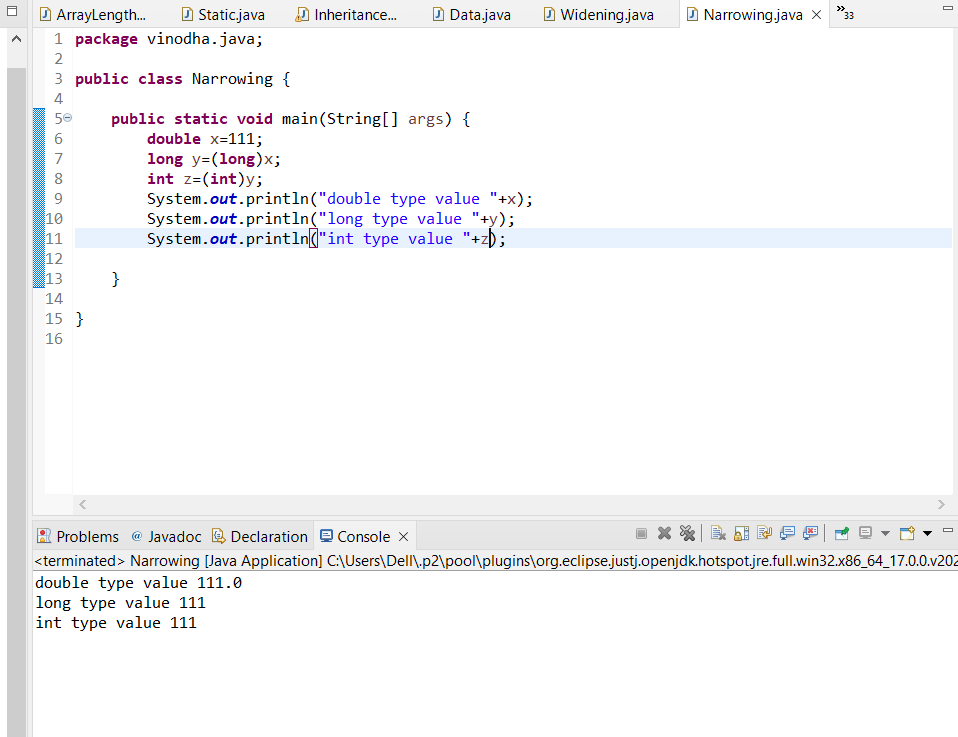 ArrayLength... Static.java Inheritance... Data.java Widening.java Narrowing.java »33
1 package vinodha.java;
2
3 public class Narrowing {
4
5 public static void main(String[] args) {
6 double x=111;
7 long y=(long)x;
8 int z=(int)y;
9 System.out.println("double type value "+x);
10 System.out.println("long type value "+y);
11 System.out.println("int type value "+z);
12
13 }
14
15 }
16
Problems @ Javadoc Declaration Console
<terminated> Narrowing [Java Application] C:\Users\Dell\.p2\pool\plugins\org.eclipse.justj.openjdk.hotspot.jre.full.win32.x86_64_17.0.0.v202
double type value 111.0
long type value 111
int type value 111